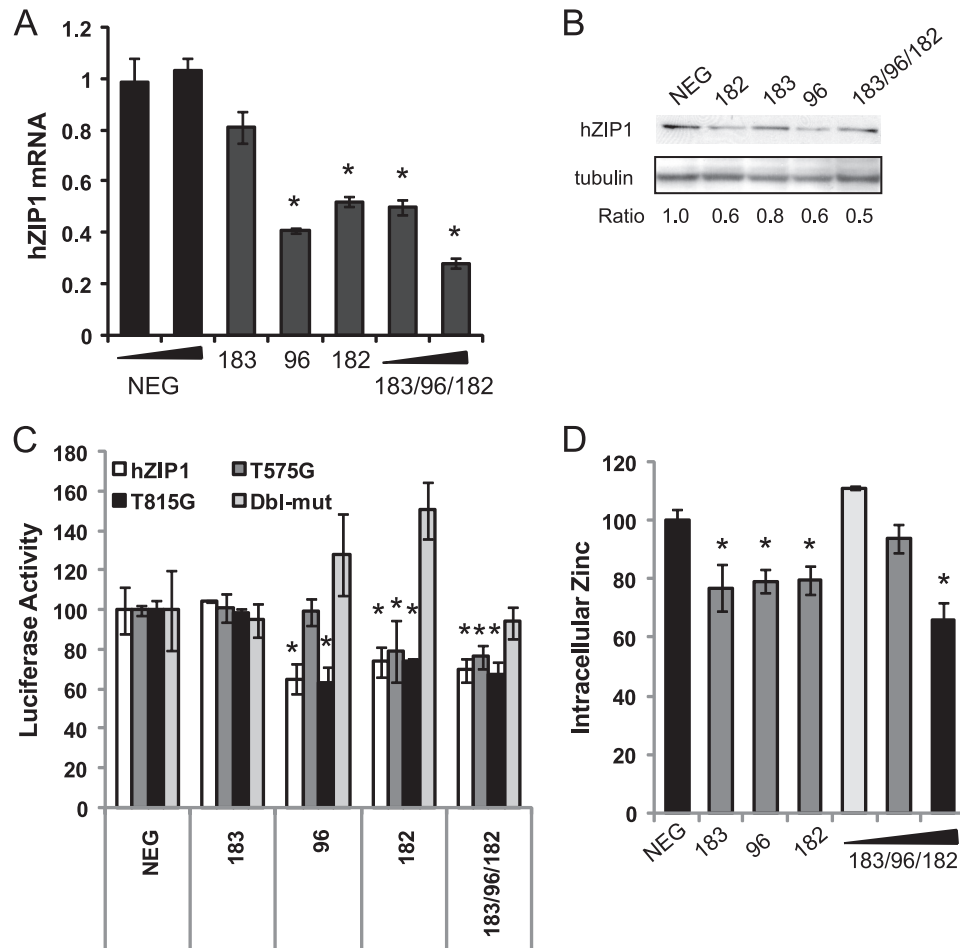 A
hZIP1 mRNA
1.2
1
0.8
0.6
0.4
0.2
0
* * * *
NEG 183 96 182 183/96/182
B
NEG 182 183 96 183/96/182
hZIP1
tubulin
Ratio 1.0 0.6 0.8 0.6 0.5
C
Luciferase Activity
180
160
140
120
100
80
60
40
20
0
hZIP1 T575G
T815G Dbl-mut
* * * * * ***
NEG 183 96 182 183/96/182
D
Intracellular Zinc
120
100
80
60
40
20
0
* * * *
NEG 183 96 182 183/96/182